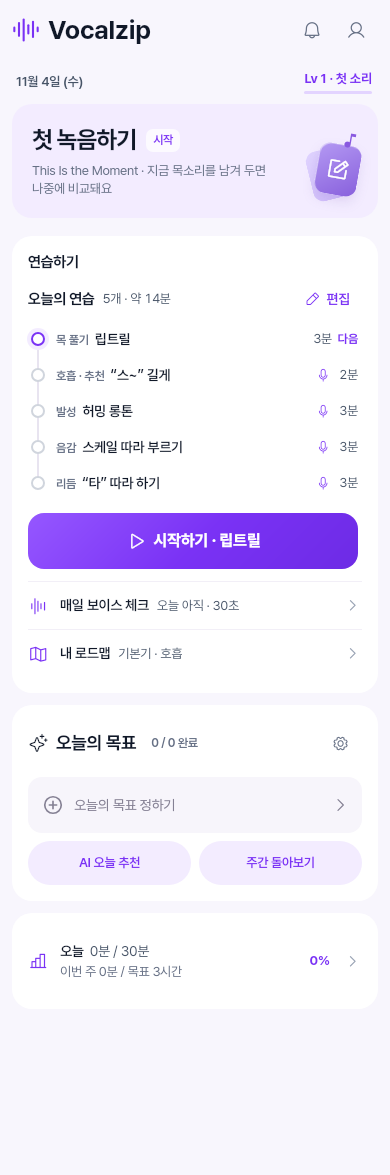 Vocalzip
11월 4일 (수)
Lv 1 · 첫 소리
첫 녹음하기 시작
This Is the Moment · 지금 목소리를 남겨 두면
나중에 비교돼요
연습하기
오늘의 연습 5개 · 약 14분 편집
목 풀기 립트릴 3분 다음
호흡 · 추천 “스~” 길게 2분
발성 허밍 롱톤 3분
음감 스케일 따라 부르기 3분
리듬 “타” 따라 하기 3분
시작하기 · 립트릴
매일 보이스 체크 오늘 아직 · 30초
내 로드맵 기본기 · 호흡
오늘의 목표 0 / 0 완료
오늘의 목표 정하기
AI 오늘 추천 주간 돌아보기
오늘 0분 / 30분
이번 주 0분 / 목표 3시간
0%